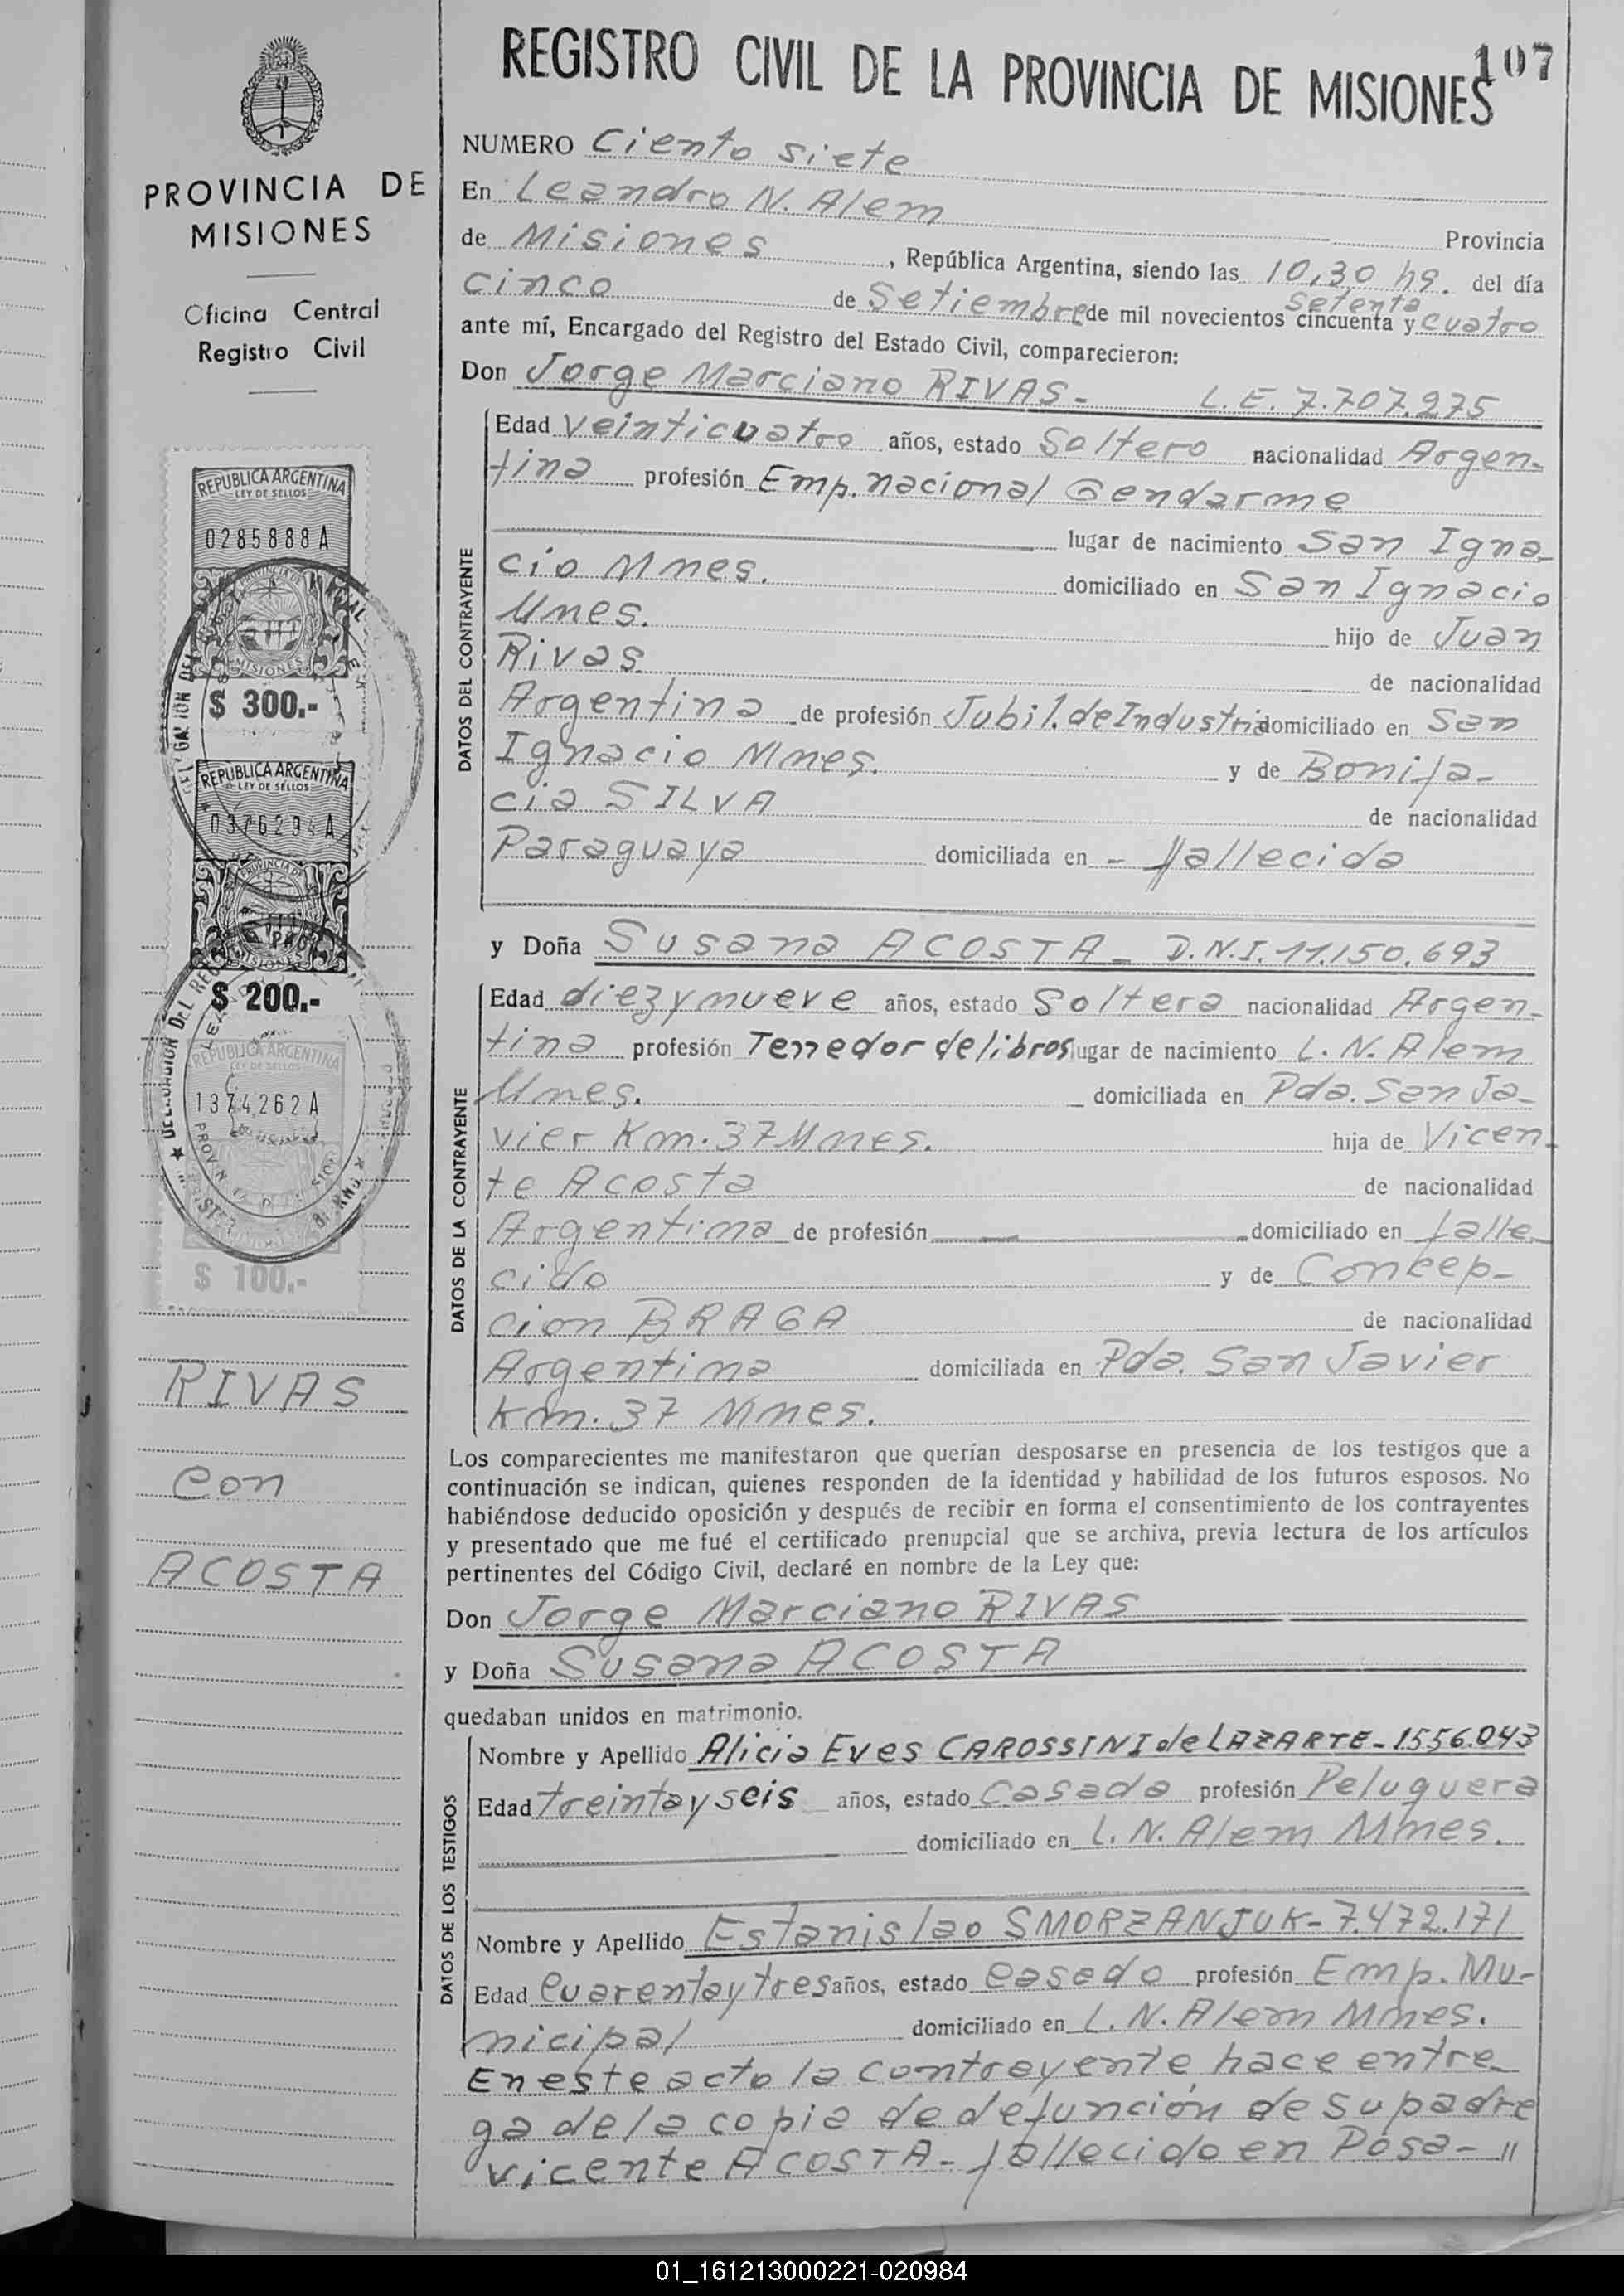 REGISTRO CIVIL DE LA PROVINCIA DE MISIONES
107
PROVINCIA DE
MISIONES
Oficina Central
Registro Civil
REPUBLICA ARGENTINA
LEY DE SELLOS
0285888 A
MISIONES
$ 300.-
REPUBLICA ARGENTINA
LEY DE SELLOS
0376294 A
PROVINCIA DE
MISIONES
$ 200.-
REPUBLICA ARGENTINA
LEY DE SELLOS
1374262 A
$ 100.-
RIVAS
con
ACOSTA
NUMERO Ciento siete
En Leandro N. Alem Provincia
de Misiones, República Argentina, siendo las 10,30 hs. del día
cinco de Setiembre de mil novecientos cincuenta setenta y cuatro
ante mí, Encargado del Registro del Estado Civil, comparecieron:
Don Jorge Marciano RIVAS- L.E. 7.707.275
DATOS DEL CONTRAYENTE
Edad veinticuatro años, estado Soltero nacionalidad Argen-
tina profesión Emp. nacional Gendarme
lugar de nacimiento San Igna-
cio Mnes. domiciliado en San Ignacio
Mnes. hijo de Juan
Rivas de nacionalidad
Argentina de profesión Jubil. de Industria domiciliado en San
Ignacio Mnes. y de Bonifa-
cia SILVA de nacionalidad
Paraguaya domiciliada en - fallecida
y Doña Susana ACOSTA - D.N.I. 11.150.693
DATOS DE LA CONTRAYENTE
Edad diezynueve años, estado Soltera nacionalidad Argen-
tina profesión Tenedor de libros lugar de nacimiento L. N. Alem
Mnes. domiciliada en Pda. San Ja-
vier Km. 37 Mnes. hija de Vicen-
te Acosta de nacionalidad
Argentina de profesión — domiciliado en falle-
cido y de Concep-
cion BRAGA de nacionalidad
Argentina domiciliada en Pda. San Javier
Km. 37 Mnes.
Los comparecientes me manifestaron que querían desposarse en presencia de los testigos que a
continuación se indican, quienes responden de la identidad y habilidad de los futuros esposos. No
habiéndose deducido oposición y después de recibir en forma el consentimiento de los contrayentes
y presentado que me fué el certificado prenupcial que se archiva, previa lectura de los artículos
pertinentes del Código Civil, declaré en nombre de la Ley que:
Don Jorge Marciano RIVAS
y Doña Susana ACOSTA
quedaban unidos en matrimonio.
DATOS DE LOS TESTIGOS
Nombre y Apellido Alicia Eves CAROSSINI de LAZARTE - 1556.043
Edad treintayseis años, estado Casada profesión Peluquera
domiciliado en L. N. Alem Mnes.
Nombre y Apellido Estanislao SMORZANJUK - 7.472.171
Edad cuarentaytres años, estado casado profesión Emp. Mu-
nicipal domiciliado en L. N. Alem Mnes.
En este acto la contrayente, hace entre-
ga de la copia de defunción de su padre
vicente ACOSTA - fallecido en Posa- "
01_161213000221-020984